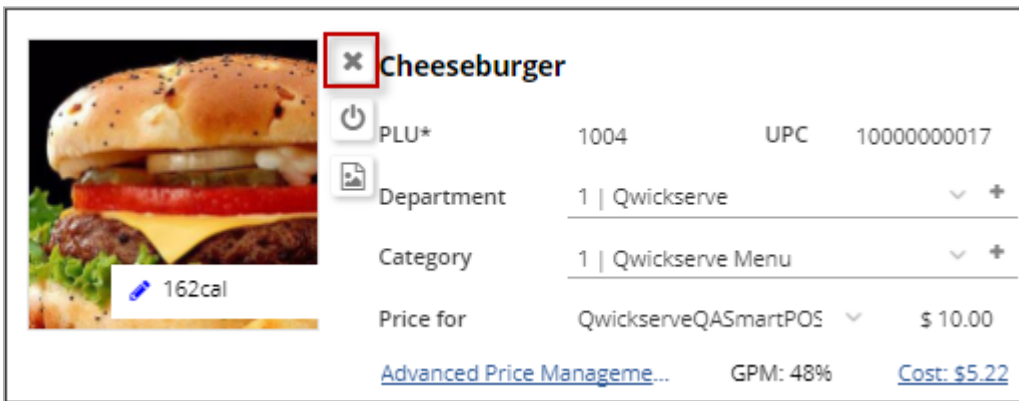 Cheeseburger
PLU* 1004 UPC 10000000017
Department 1 | Qwickserve
Category 1 | Qwickserve Menu
162cal
Price for QwickserveQASmartPOS $ 10.00
Advanced Price Manageme... GPM: 48% Cost: $5.22